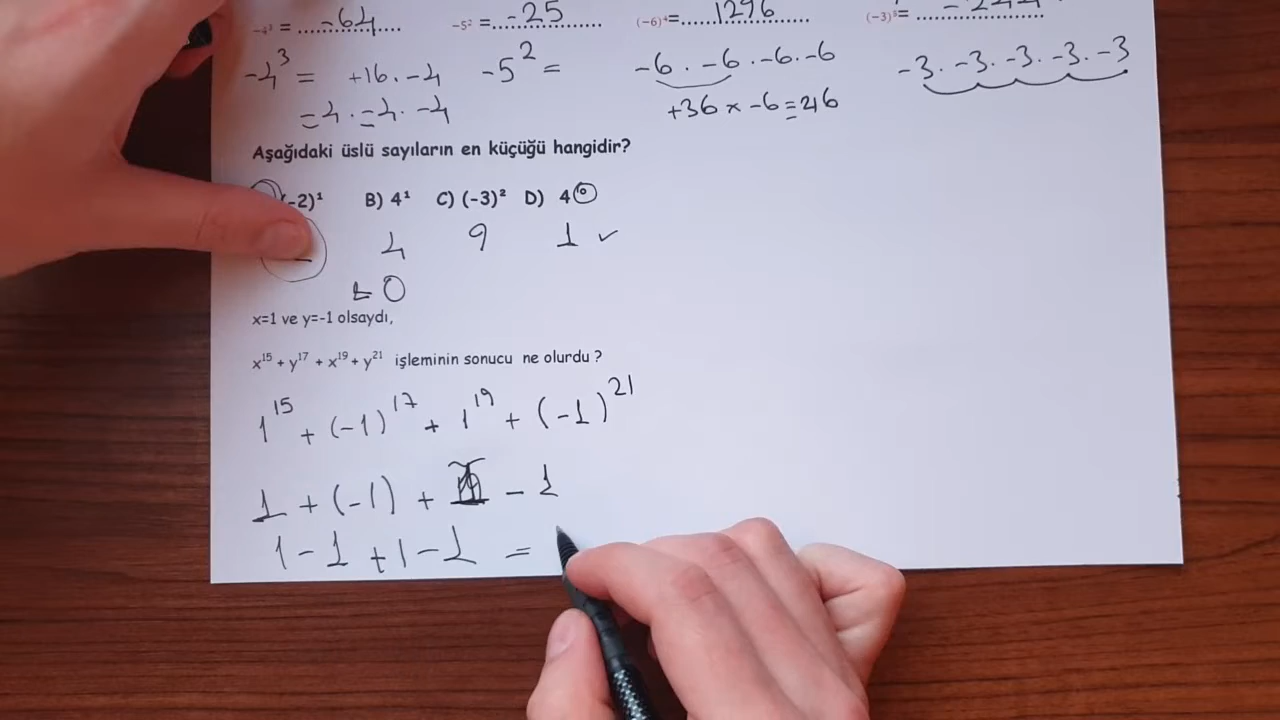 -4³ = -64 -5² = -25 (-6)⁴= 1296 (-3)⁵=
-4³ = +16 . -4 -5² = -6 . -6 . -6 . -6 -3 . -3 . -3 . -3 . -3
=4 . =4 . -4 +36 x -6 = 46
Aşağıdaki üslü sayıların en küçüğü hangidir?
(-2)¹ B) 4¹ C) (-3)² D) 4⁰
4 9 1 ✓
0
x=1 ve y=-1 olsaydı,
x¹⁵ + y¹⁷ + x¹⁹ + y²¹ işleminin sonucu ne olurdu ?
1¹⁵ + (-1)¹⁷ + 1¹⁹ + (-1)²¹
1 + (-1) + 1 - 1
1 - 1 + 1 - 1 =